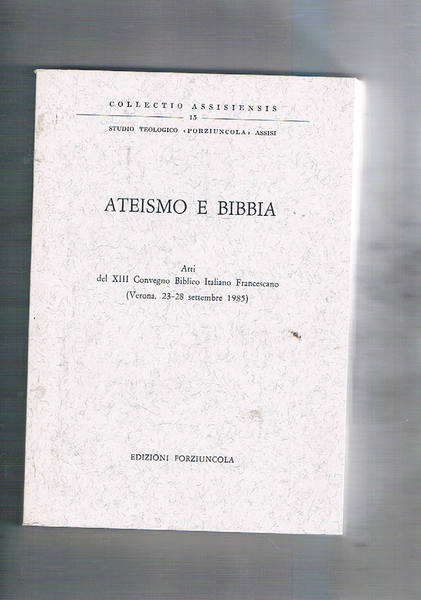 COLLECTIO ASSISIENSIS
15
STUDIO TEOLOGICO «PORZIUNCOLA» ASSISI
ATEISMO E BIBBIA
Atti
del XIII Convegno Biblico Italiano Francescano
(Verona, 23-28 settembre 1985)
EDIZIONI PORZIUNCOLA